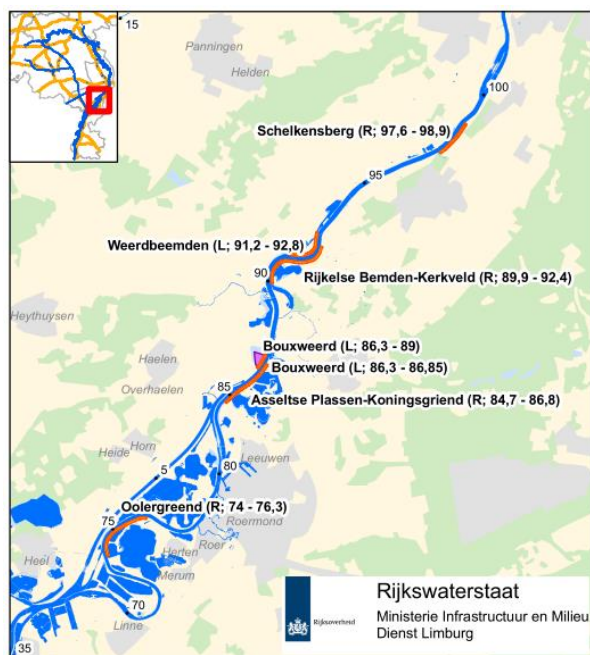 15
Panningen
Helden
100
Schelkensberg (R; 97,6 - 98,9)
95
Weerdbeemden (L; 91,2 - 92,8)
90
Rijkelse Bemden-Kerkveld (R; 89,9 - 92,4)
Heythuysen
Bouxweerd (L; 86,3 - 89)
Haelen
Bouxweerd (L; 86,3 - 86,85)
Overhaelen
85
Asseltse Plassen-Koningsgriend (R; 84,7 - 86,8)
Horn
Heide
Leeuwen
5
80
Oolergreend (R; 74 - 76,3)
Roermond
75
Roer
Herten
Heel
Merum
70
Linne
35
Rijksoverheid
Rijkswaterstaat
Ministerie Infrastructuur en Milieu
Dienst Limburg